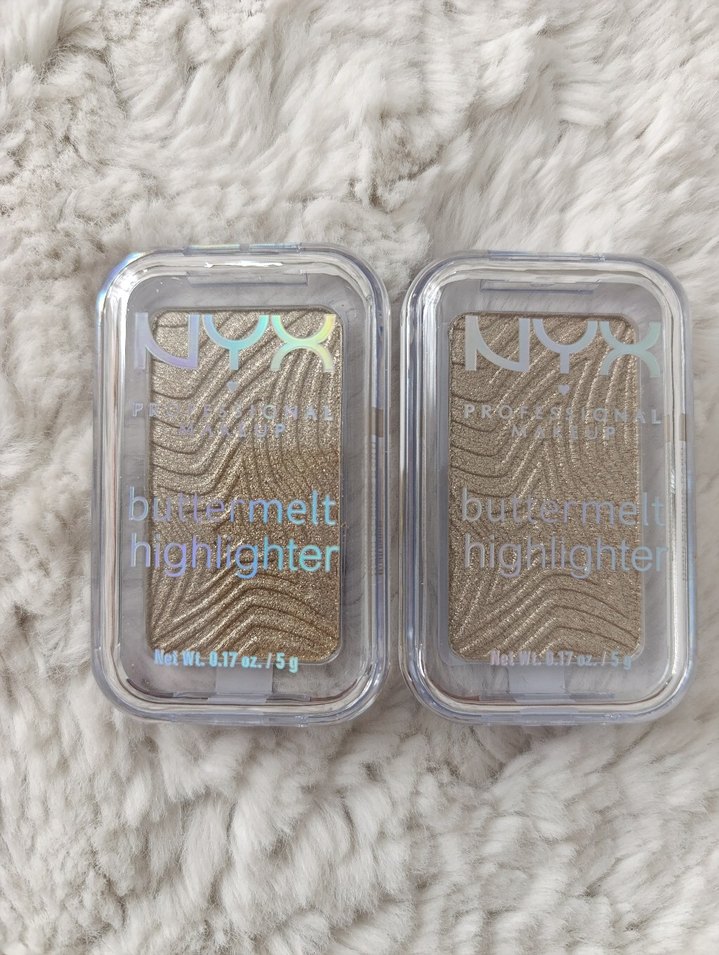 NYX
PROFESSIONAL
MAKEUP
buttermelt
highlighter
Net Wt. 0.17 oz. / 5 g
NYX
PROFESSIONAL
MAKEUP
buttermelt
highlighter
Net Wt. 0.17 oz. / 5 g